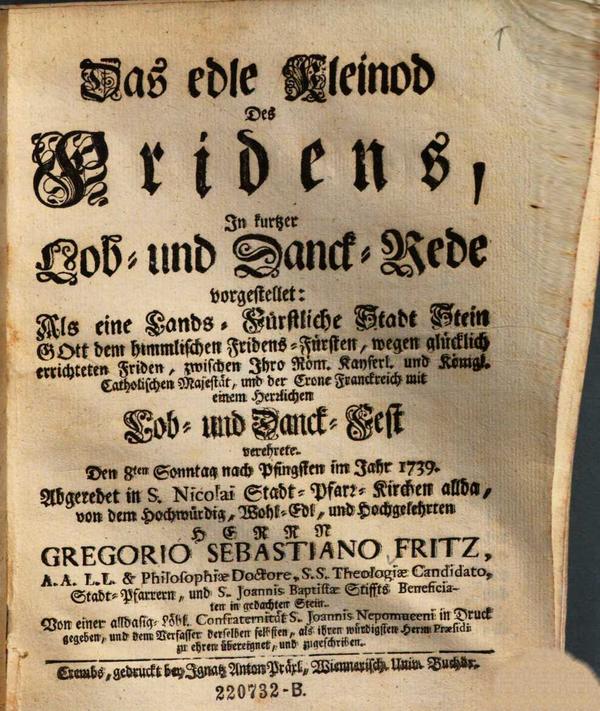 Das edle Kleinod
Des
Fridens,
In kurtzer
Lob- und Danck-Rede
vorgestellet:
Als eine Lands-Fürstliche Stadt Stein
GOtt dem himmlischen Fridens-Fürsten, wegen glücklich
errichteten Friden, zwischen Ihro Röm. Kayserl. und Königl.
Catholischen Majestät, und der Crone Franckreich mit
einem Hertzlichen
Lob- und Danck-Fest
verehrete.
Den 8ten Sonntag nach Pfingsten im Jahr 1739.
Abgeredet in S. Nicolai Stadt-Pfarr-Kirchen allda,
von dem Hochwürdig, Wohl-Edl, und Hochgelehrten
HERRN
GREGORIO SEBASTIANO FRITZ,
A.A. L.L. & Philosophiæ Doctore, S.S. Theologiæ Candidato,
Stadt-Pfarrern, und S. Joannis Baptistæ Stiffts Beneficia-
ten in gedachten Stein.
Von einer alldasig-Löbl. Confraternität S. Joannis Nepomuceni in Druck
gegeben, und dem Verfasser derselben selbsten, als ihren würdigsten Herrn Præsidi
zu ehren übereignet, und zugeschriben.
Crembs, gedruckt bey Ignatz Anton Präxl, Wiennerisch. Univ. Buchdr.
220732-B.